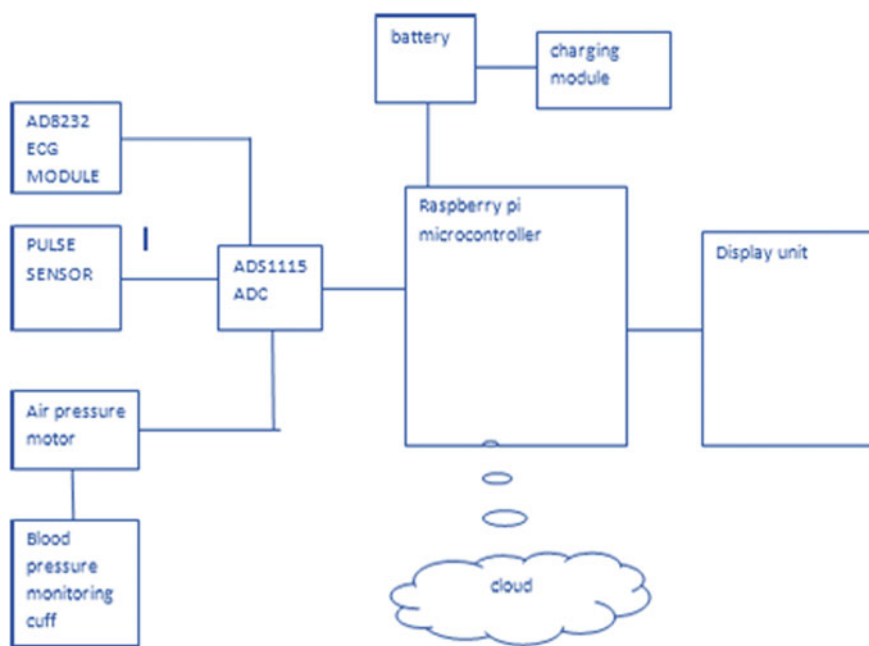 battery
charging
module
AD8232
ECG
MODULE
Raspberry pi
microcontroller
PULSE
SENSOR
ADS1115
ADC
Display unit
Air pressure
motor
Blood
pressure
monitoring
cuff
cloud